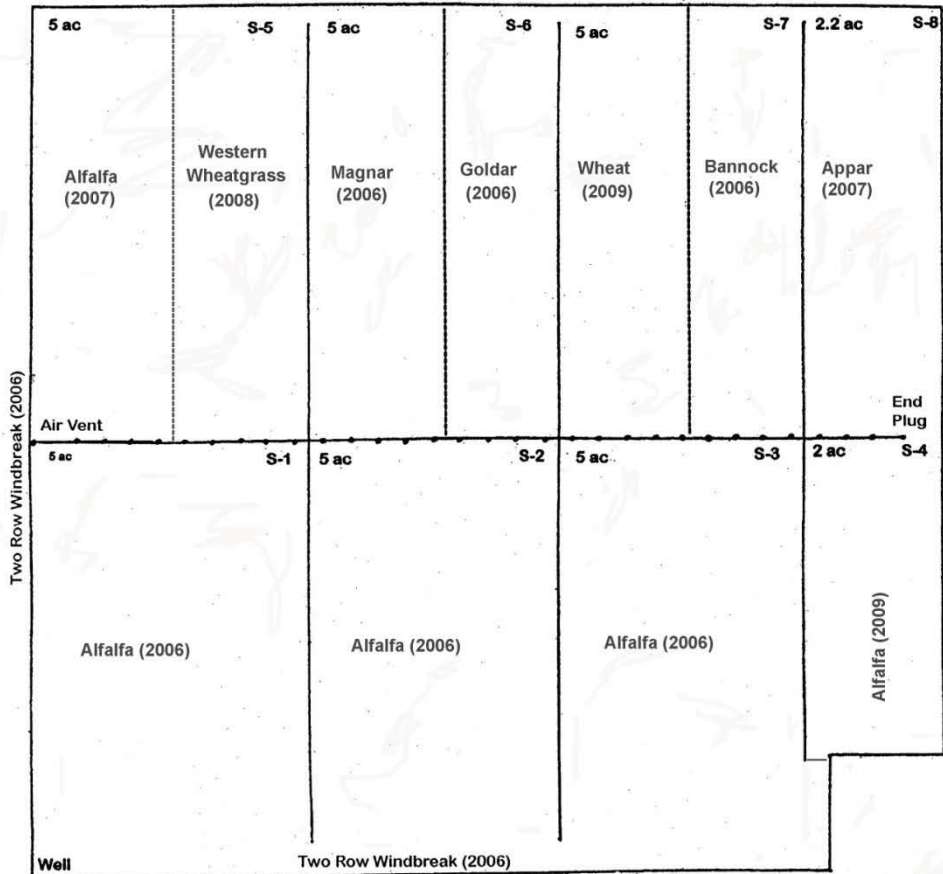 5 ac
S-5
5 ac
S-6
5 ac
S-7
2.2 ac
S-8
Alfalfa
(2007)
Western
Wheatgrass
(2008)
Magnar
(2006)
Goldar
(2006)
Wheat
(2009)
Bannock
(2006)
Appar
(2007)
Two Row Windbreak (2006)
Air Vent
End
Plug
5 ac
S-1
5 ac
S-2
5 ac
S-3
2 ac
S-4
Alfalfa (2006)
Alfalfa (2006)
Alfalfa (2006)
Alfalfa (2009)
Well
Two Row Windbreak (2006)